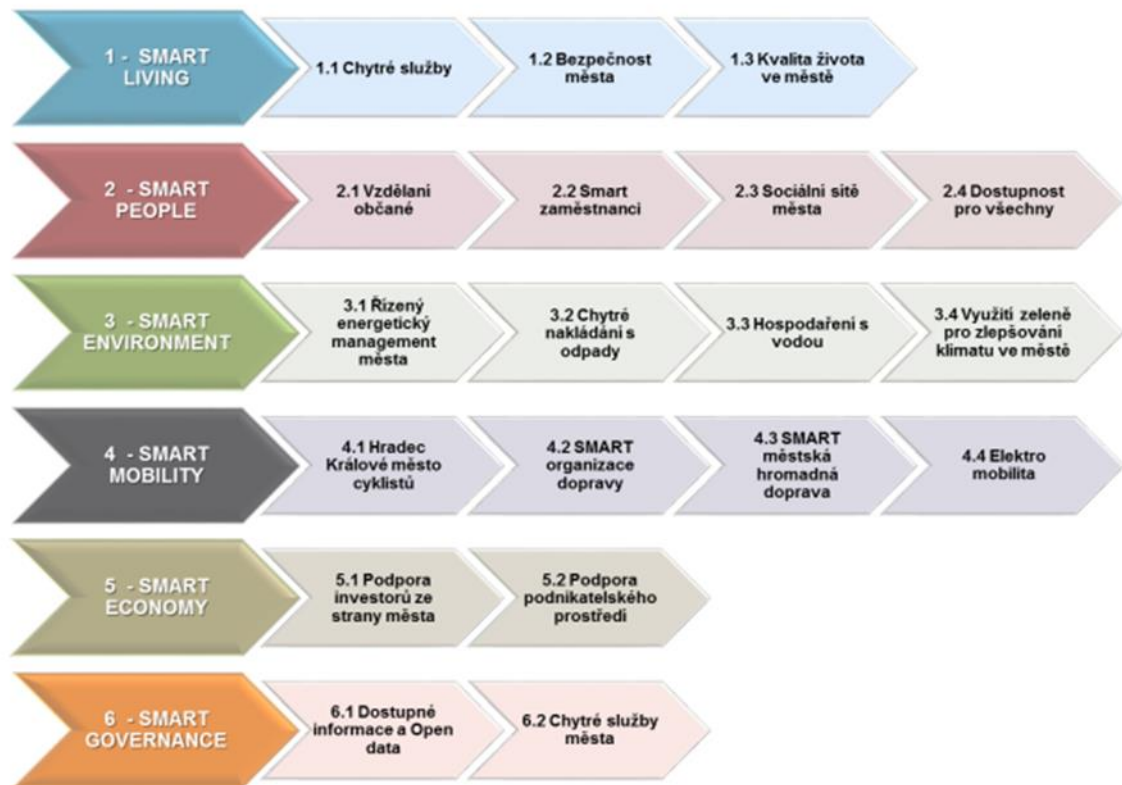 1 - SMART
LIVING
1.1 Chytré služby
1.2 Bezpečnost
města
1.3 Kvalita života
ve městě
2 - SMART
PEOPLE
2.1 Vzdělaní
občané
2.2 Smart
zaměstnanci
2.3 Sociální sítě
města
2.4 Dostupnost
pro všechny
3 - SMART
ENVIRONMENT
3.1 Řízený
energetický
management
města
3.2 Chytré
nakládání s
odpady
3.3 Hospodaření s
vodou
3.4 Využití zeleně
pro zlepšování
klimatu ve městě
4 - SMART
MOBILITY
4.1 Hradec
Králové město
cyklistů
4.2 SMART
organizace
dopravy
4.3 SMART
městská
hromadná
doprava
4.4 Elektro
mobilita
5 - SMART
ECONOMY
5.1 Podpora
investorů ze
strany města
5.2 Podpora
podnikatelského
prostředí
6 - SMART
GOVERNANCE
6.1 Dostupné
informace a Open
data
6.2 Chytré služby
města